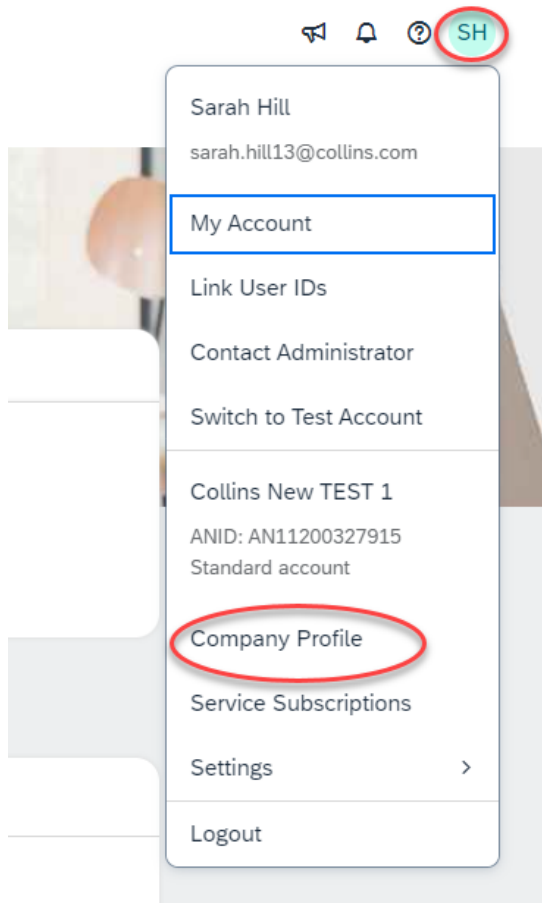 SH
Sarah Hill
sarah.hill13@collins.com
My Account
Link User IDs
Contact Administrator
Switch to Test Account
Collins New TEST 1
ANID: AN11200327915
Standard account
Company Profile
Service Subscriptions
Settings
Logout